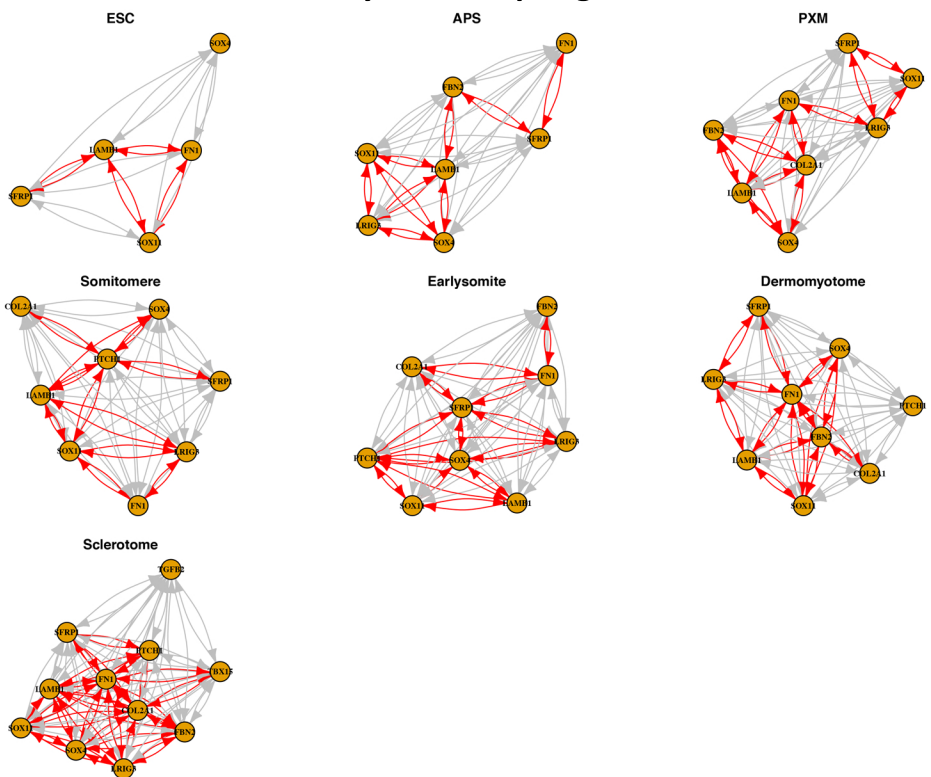 ESC
SOX4
LAMB1
FN1
SFRP1
SOX11
APS
FN1
FBN2
SFRP1
SOX11
LAMB1
LRIG3
SOX4
PXM
SFRP1
SOX11
FN1
LRIG3
FBN2
COL2A1
LAMB1
SOX4
Somitomere
COL2A1
SOX4
PTCH1
SFRP1
LAMB1
SOX11
LRIG3
FN1
Earlysomite
FBN2
COL2A1
FN1
SFRP1
LRIG3
PTCH1
SOX4
SOX11
LAMB1
Dermomyotome
SFRP1
SOX4
LRIG3
FN1
PTCH1
FBN2
LAMB1
COL2A1
SOX11
Sclerotome
TGFB2
SFRP1
PTCH1
TBX15
FN1
LAMB1
COL2A1
SOX11
FBN2
SOX4
LRIG3